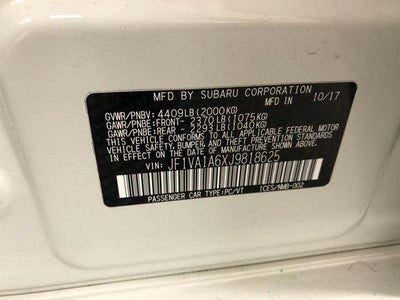 MFD BY SUBARU CORPORATION
10/17
GVWR/PNBV: 4409LB(2000KG)
GAWR/PNBE:FRONT- 2370LB(1075KG)
GAWR/PNBE:REAR - 2293LB(1040KG)
THIS VEHICLE CONFORMS TO ALL APPLICABLE FEDERAL MOTOR
VEHICLE SAFETY, BUMPER, AND THEFT PREVENTION STANDARDS
IN EFFECT ON THE DATE OF MANUFACTURE SHOWN ABOVE.
VIN: JF1VA1A6XJ9818625
PASSENGER CAR TYPE:PC/VT ICES/NMB-002